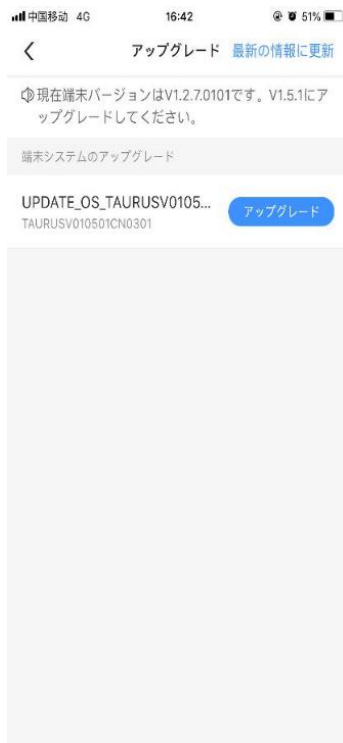 中国移动 4G 16:42 51%
アップグレード 最新の情報に更新
現在端末バージョンはV1.2.7.0101です。V1.5.1にア
ップグレードしてください。
端末システムのアップグレード
UPDATE_OS_TAURUSV0105...
アップグレード
TAURUSV010501CN0301